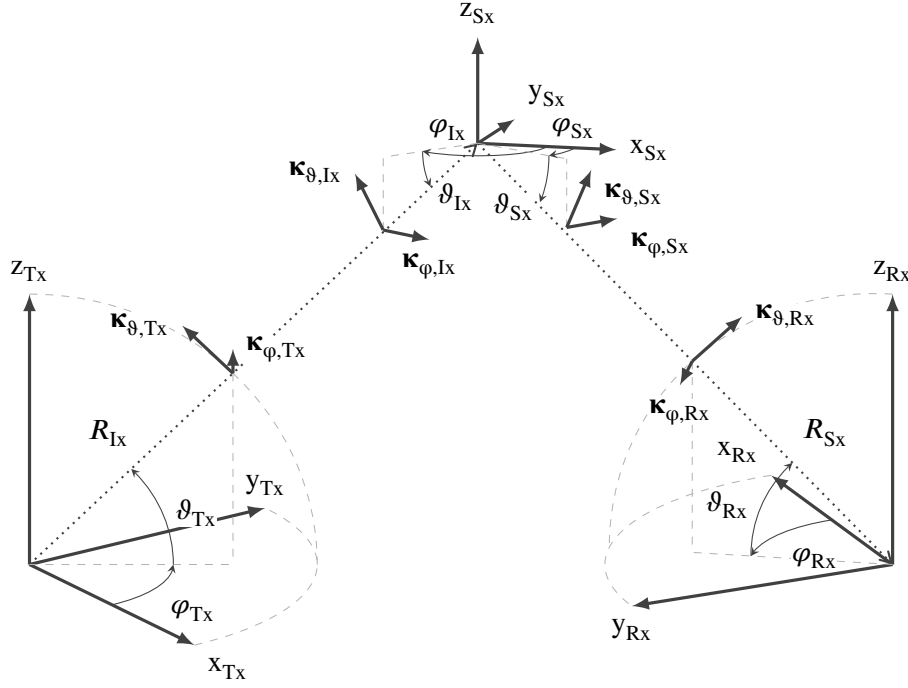 z_Sx
y_Sx
φ_Ix
φ_Sx
x_Sx
κ_ϑ,Ix
ϑ_Ix
ϑ_Sx
κ_ϑ,Sx
κ_φ,Sx
κ_φ,Ix
z_Tx
z_Rx
κ_ϑ,Tx
κ_φ,Tx
κ_ϑ,Rx
κ_φ,Rx
R_Ix
R_Sx
x_Rx
y_Tx
ϑ_Tx
ϑ_Rx
φ_Rx
φ_Tx
y_Rx
x_Tx